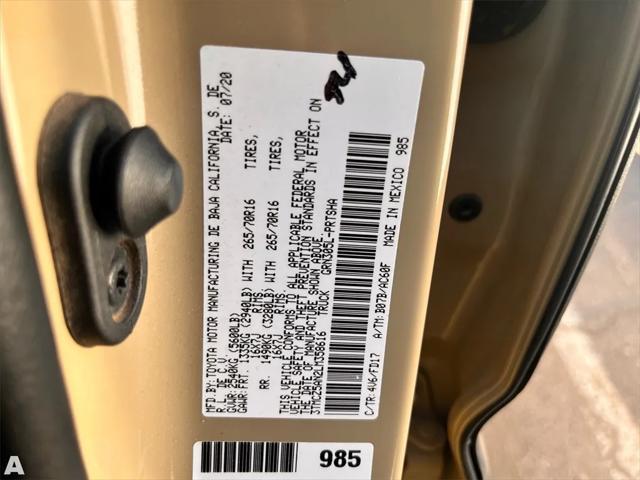 MFD.BY: TOYOTA MOTOR MANUFACTURING DE BAJA CALIFORNIA, S. DE
R.L. DE C.V. DATE: 07/20
GVWR: 2540KG (5600LB)
GAWR: FRT. 1335KG (2940LB) WITH 265/70R16 TIRES,
16X7J RIMS,
RR. 1490KG (3280LB) WITH 265/70R16 TIRES,
16X7J RIMS,
THIS VEHICLE CONFORMS TO ALL APPLICABLE FEDERAL MOTOR
VEHICLE SAFETY AND THEFT PREVENTION STANDARDS IN EFFECT ON
THE DATE OF MANUFACTURE SHOWN ABOVE.
3TMCZ5AN2LM358616 TRUCK GRN305L-PRTSHA
C/TR: 4V6/FD17 A/TM: B07B/AC60F MADE IN MEXICO 985
985
A